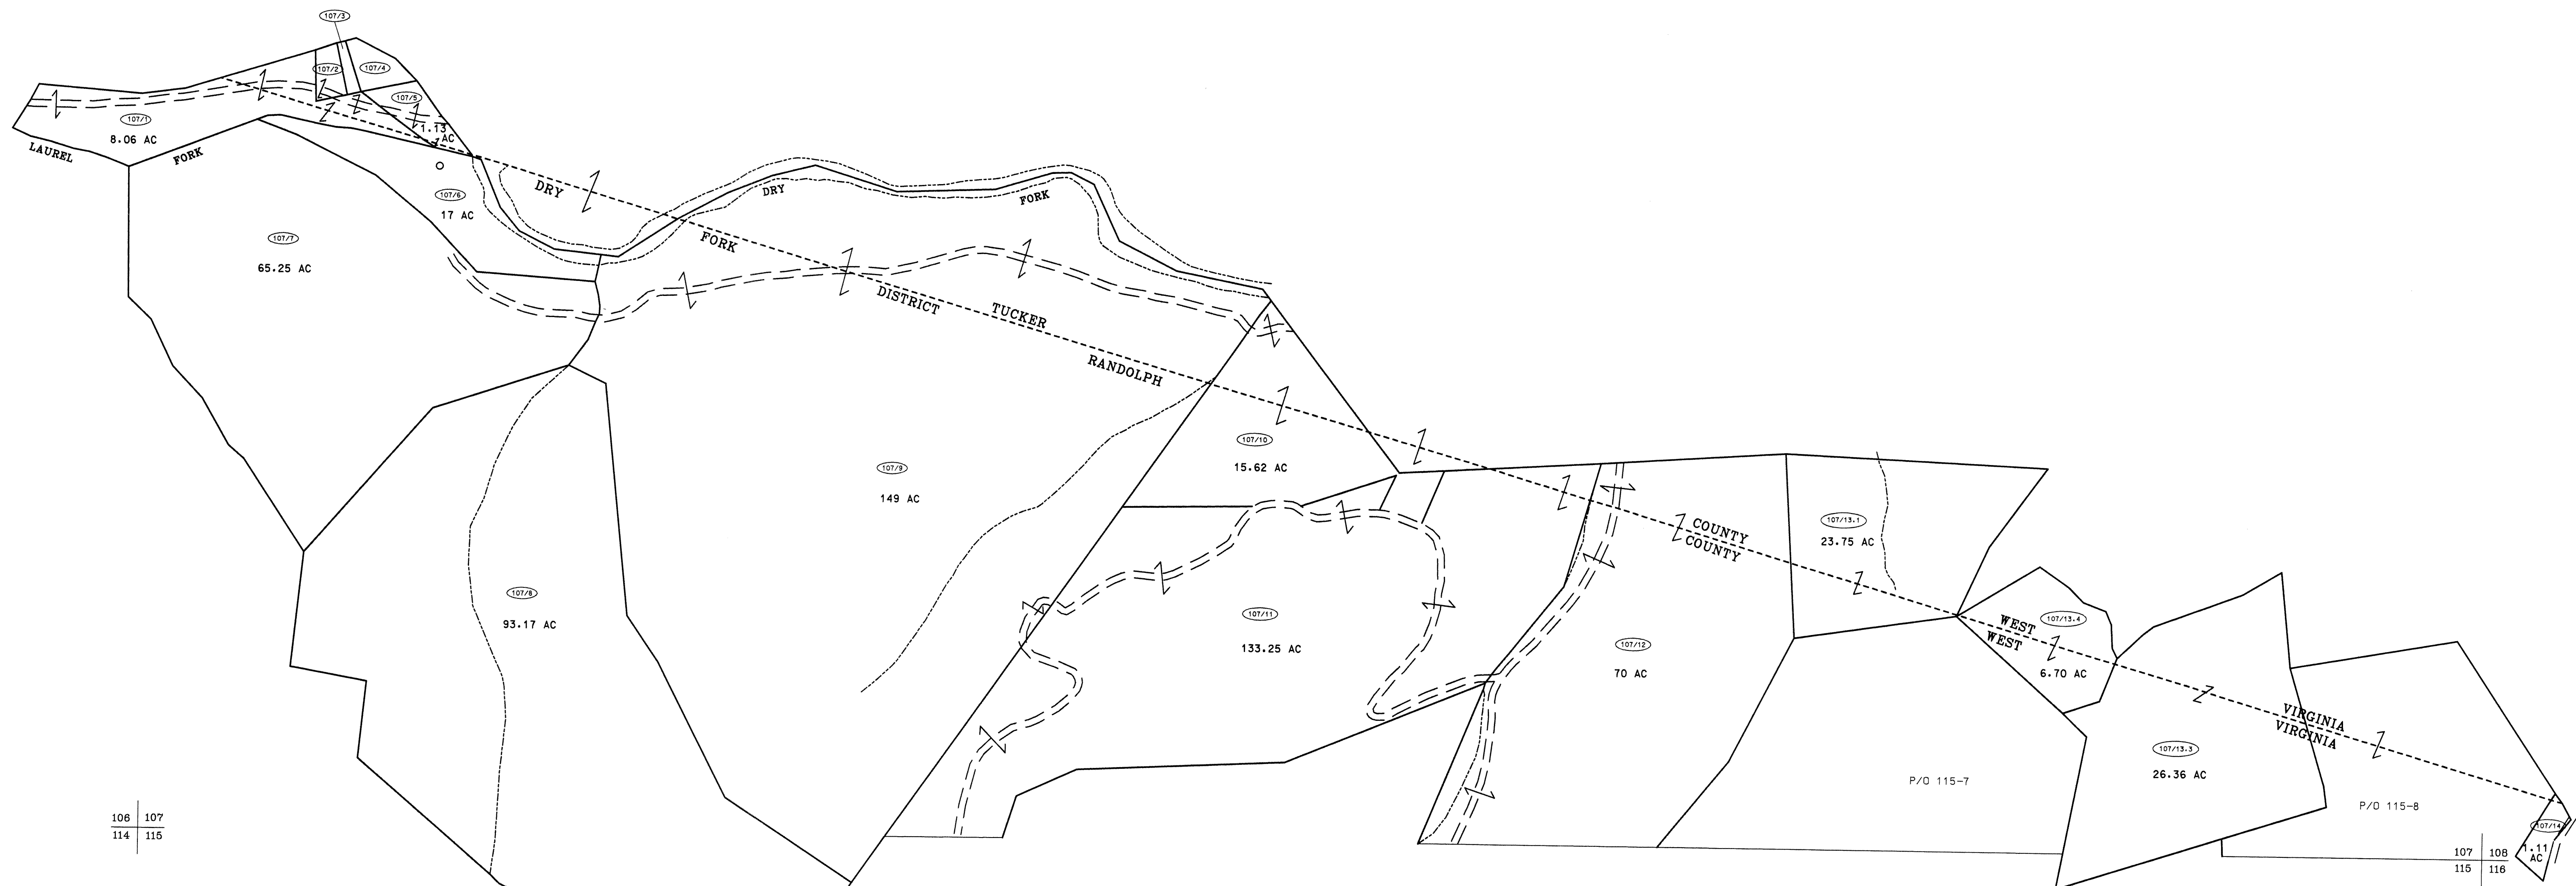 107/3
107/2
107/4
107/5
107/1
8.06 AC
1.13
AC
LAUREL FORK
107/6
17 AC
107/7
65.25 AC
DRY FORK
DRY FORK DISTRICT
TUCKER
RANDOLPH
107/8
93.17 AC
107/9
149 AC
107/10
15.62 AC
107/11
133.25 AC
107/12
70 AC
COUNTY
COUNTY
107/13.1
23.75 AC
WEST
WEST
107/13.4
6.70 AC
VIRGINIA
VIRGINIA
107/13.3
26.36 AC
P/O 115-7
P/O 115-8
107/14
1.11
AC
106 107
114 115
107 108
115 116